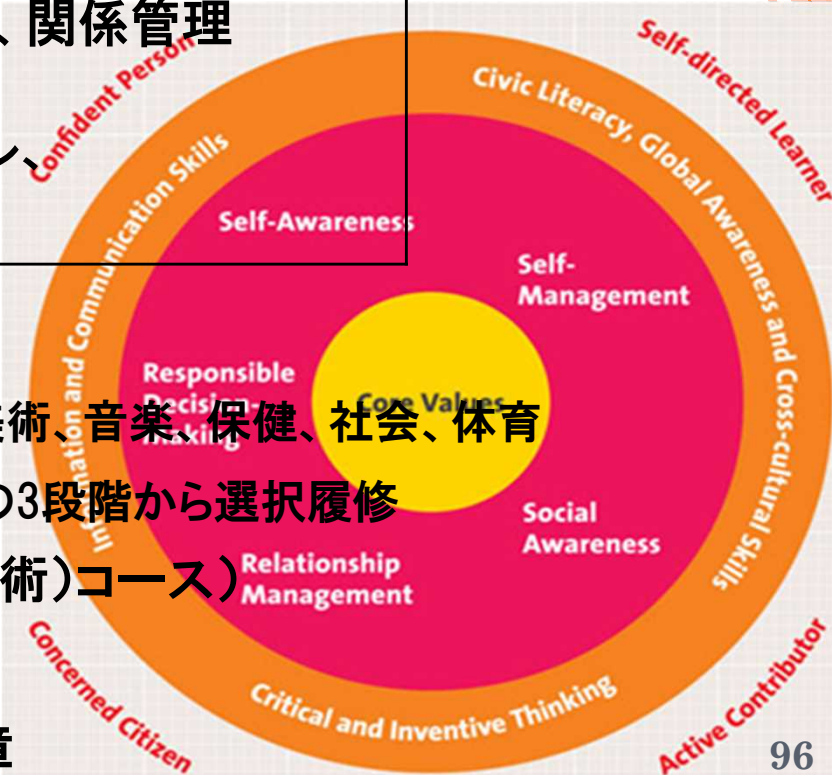 、関係管理
Confident Person
Self-directed Learner
Civic Literacy, Global Awareness and Cross-cultural Skills
ン、
Information and Communication Skills
Self-Awareness
Self-
Management
Responsible
Decision-
Making
Core Values
術、音楽、保健、社会、体育
の3段階から選択履修
Social
Awareness
術)コース)
Relationship
Management
Critical and Inventive Thinking
Concerned Citizen
Active Contributor
96